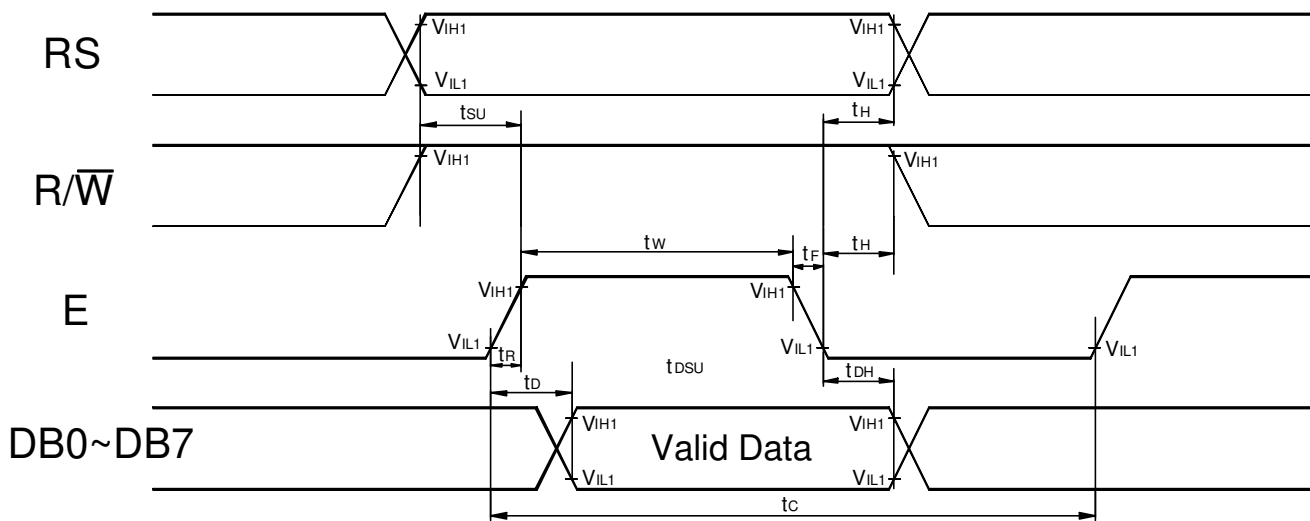 RS
VIH1
VIL1
VIH1
VIL1
tSU
tH
R/W̅
VIH1
VIH1
tW
tF
tH
E
VIH1
VIL1
VIH1
VIL1
VIL1
tR
tDSU
tD
tDH
DB0~DB7
VIH1
VIL1
Valid Data
VIH1
VIL1
tC